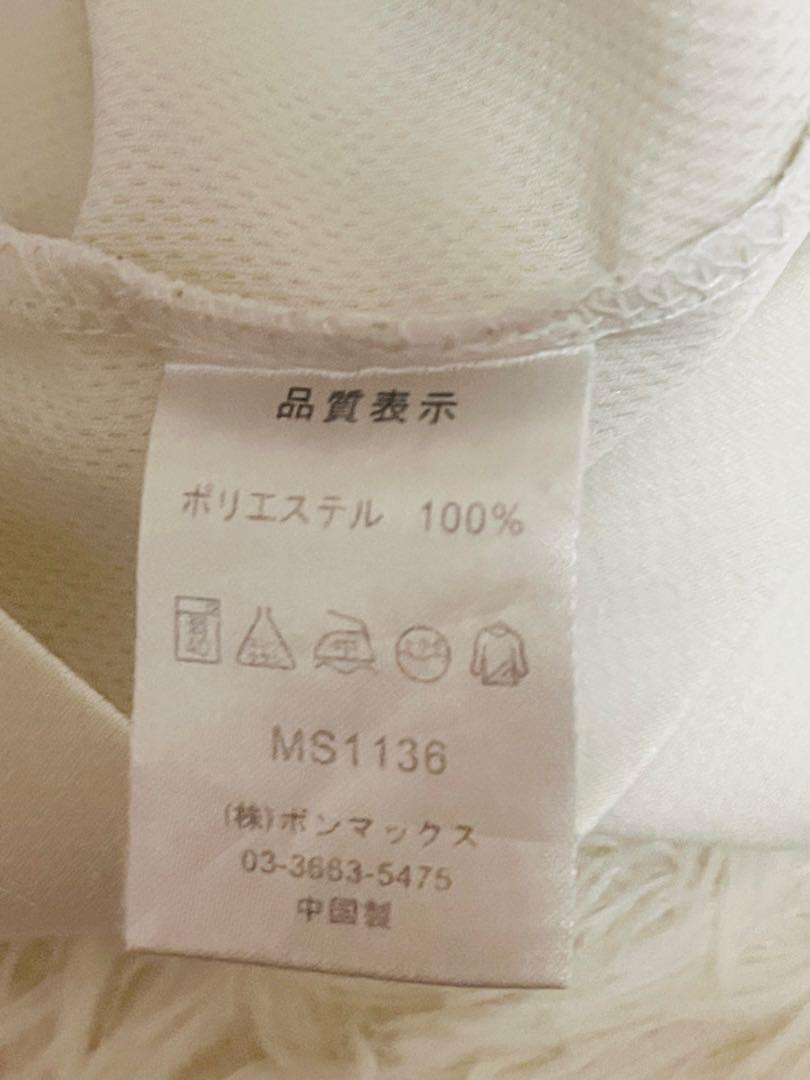 品質表示
ポリエステル 100%
MS1136
(株)ボンマックス
03-3663-5475
中国製